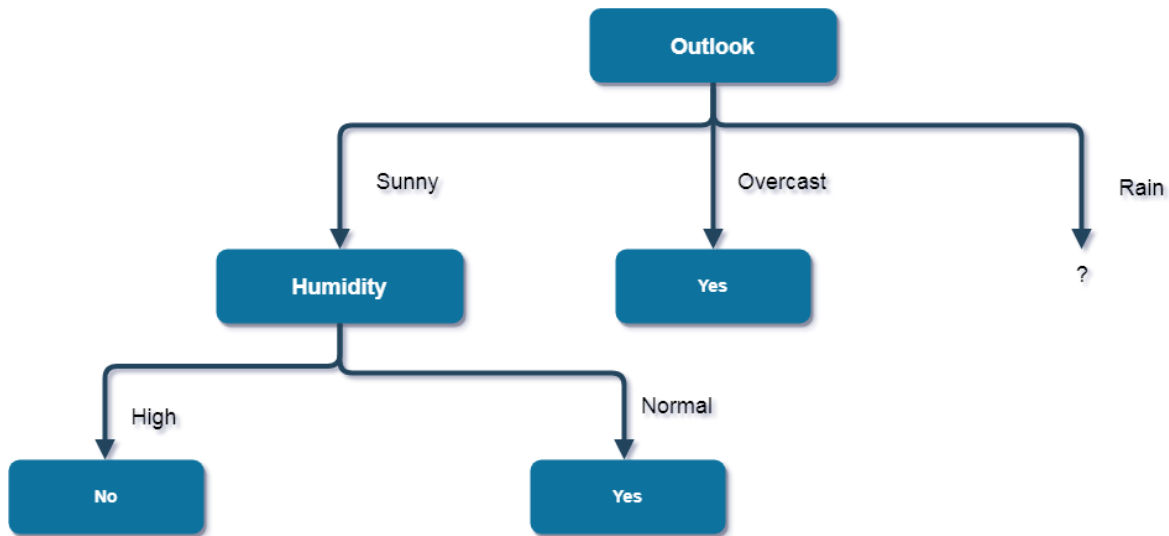 Outlook
Sunny
Overcast
Rain
Humidity
Yes
?
High
Normal
No
Yes